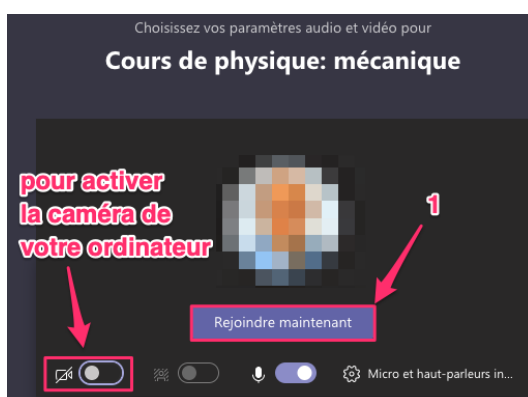 Choisissez vos paramètres audio et vidéo pour
Cours de physique: mécanique
pour activer
la caméra de
votre ordinateur
1
Rejoindre maintenant
Micro et haut-parleurs in...